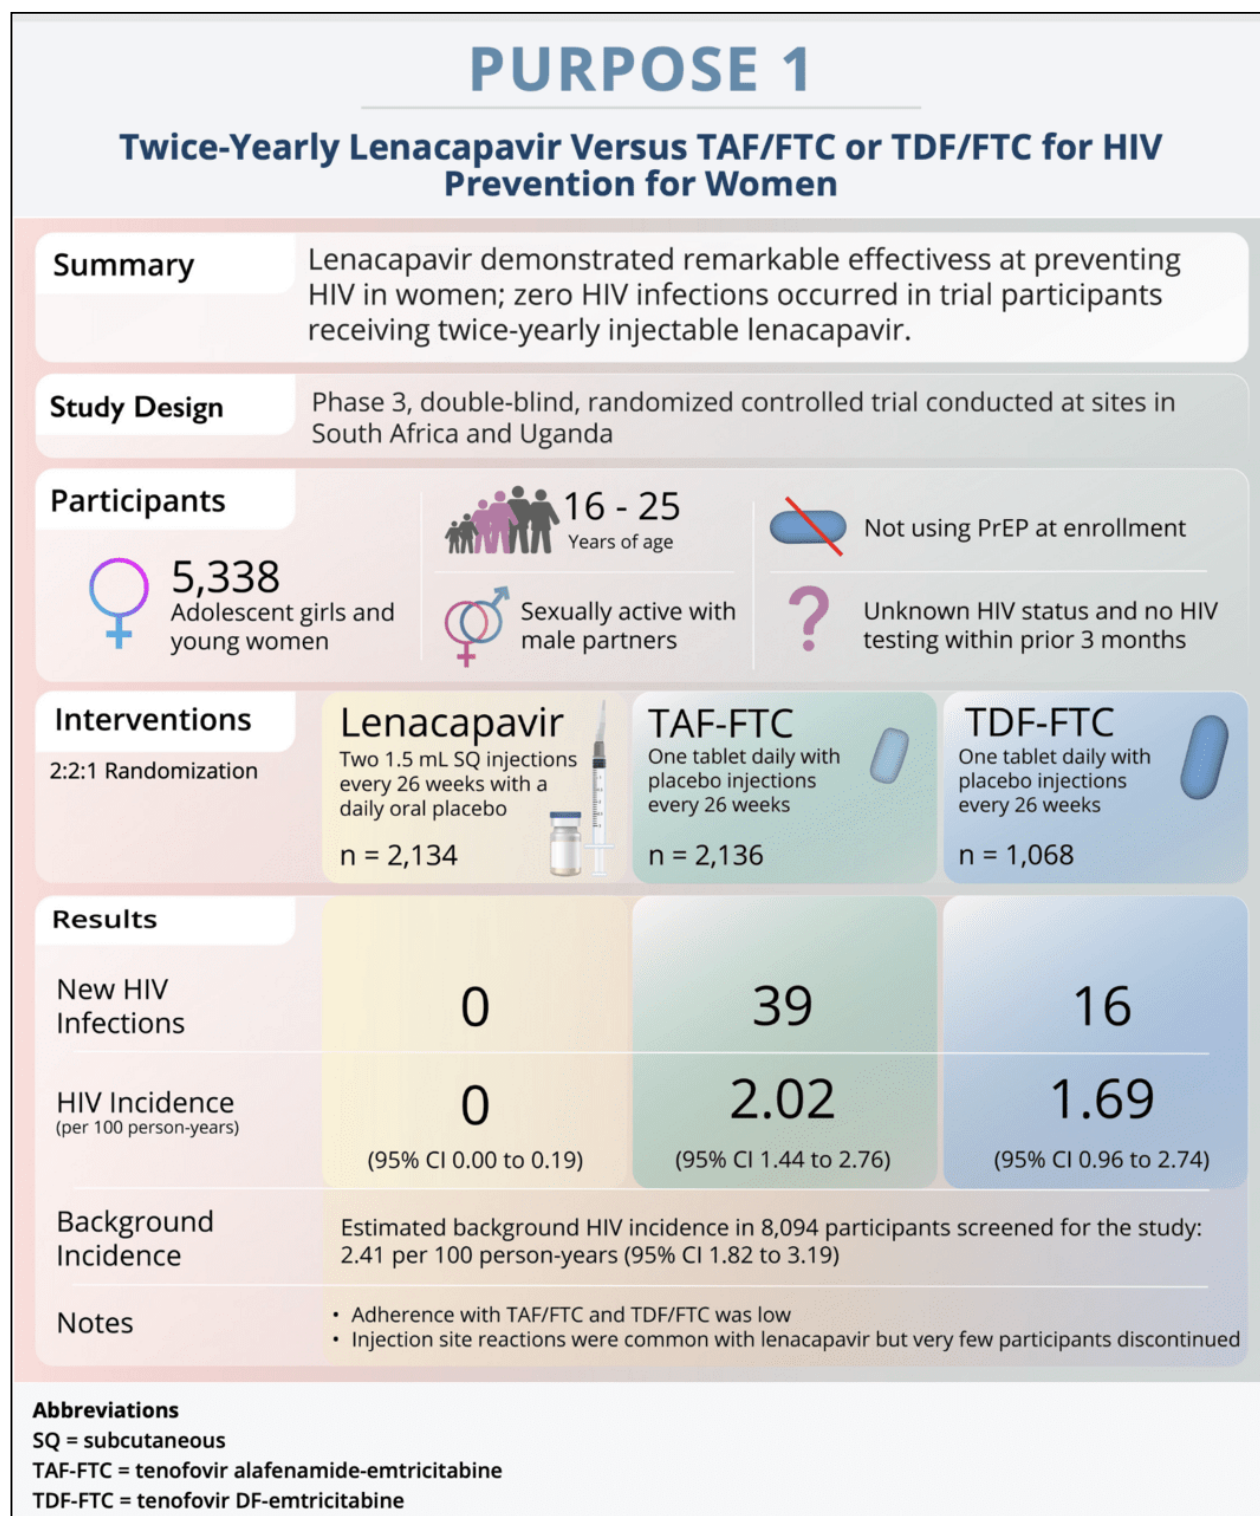 PURPOSE 1
Twice-Yearly Lenacapavir Versus TAF/FTC or TDF/FTC for HIV
Prevention for Women
Summary
Lenacapavir demonstrated remarkable effectivess at preventing
HIV in women; zero HIV infections occurred in trial participants
receiving twice-yearly injectable lenacapavir.
Study Design
Phase 3, double-blind, randomized controlled trial conducted at sites in
South Africa and Uganda
Participants
5,338
Adolescent girls and
young women
16 - 25
Years of age
Sexually active with
male partners
Not using PrEP at enrollment
Unknown HIV status and no HIV
testing within prior 3 months
Interventions
2:2:1 Randomization
Lenacapavir
Two 1.5 mL SQ injections
every 26 weeks with a
daily oral placebo
n = 2,134
TAF-FTC
One tablet daily with
placebo injections
every 26 weeks
n = 2,136
TDF-FTC
One tablet daily with
placebo injections
every 26 weeks
n = 1,068
Results
New HIV
Infections
0
39
16
HIV Incidence
(per 100 person-years)
0
2.02
1.69
(95% CI 0.00 to 0.19)
(95% CI 1.44 to 2.76)
(95% CI 0.96 to 2.74)
Background
Incidence
Estimated background HIV incidence in 8,094 participants screened for the study:
2.41 per 100 person-years (95% CI 1.82 to 3.19)
Notes
• Adherence with TAF/FTC and TDF/FTC was low
• Injection site reactions were common with lenacapavir but very few participants discontinued
Abbreviations
SQ = subcutaneous
TAF-FTC = tenofovir alafenamide-emtricitabine
TDF-FTC = tenofovir DF-emtricitabine